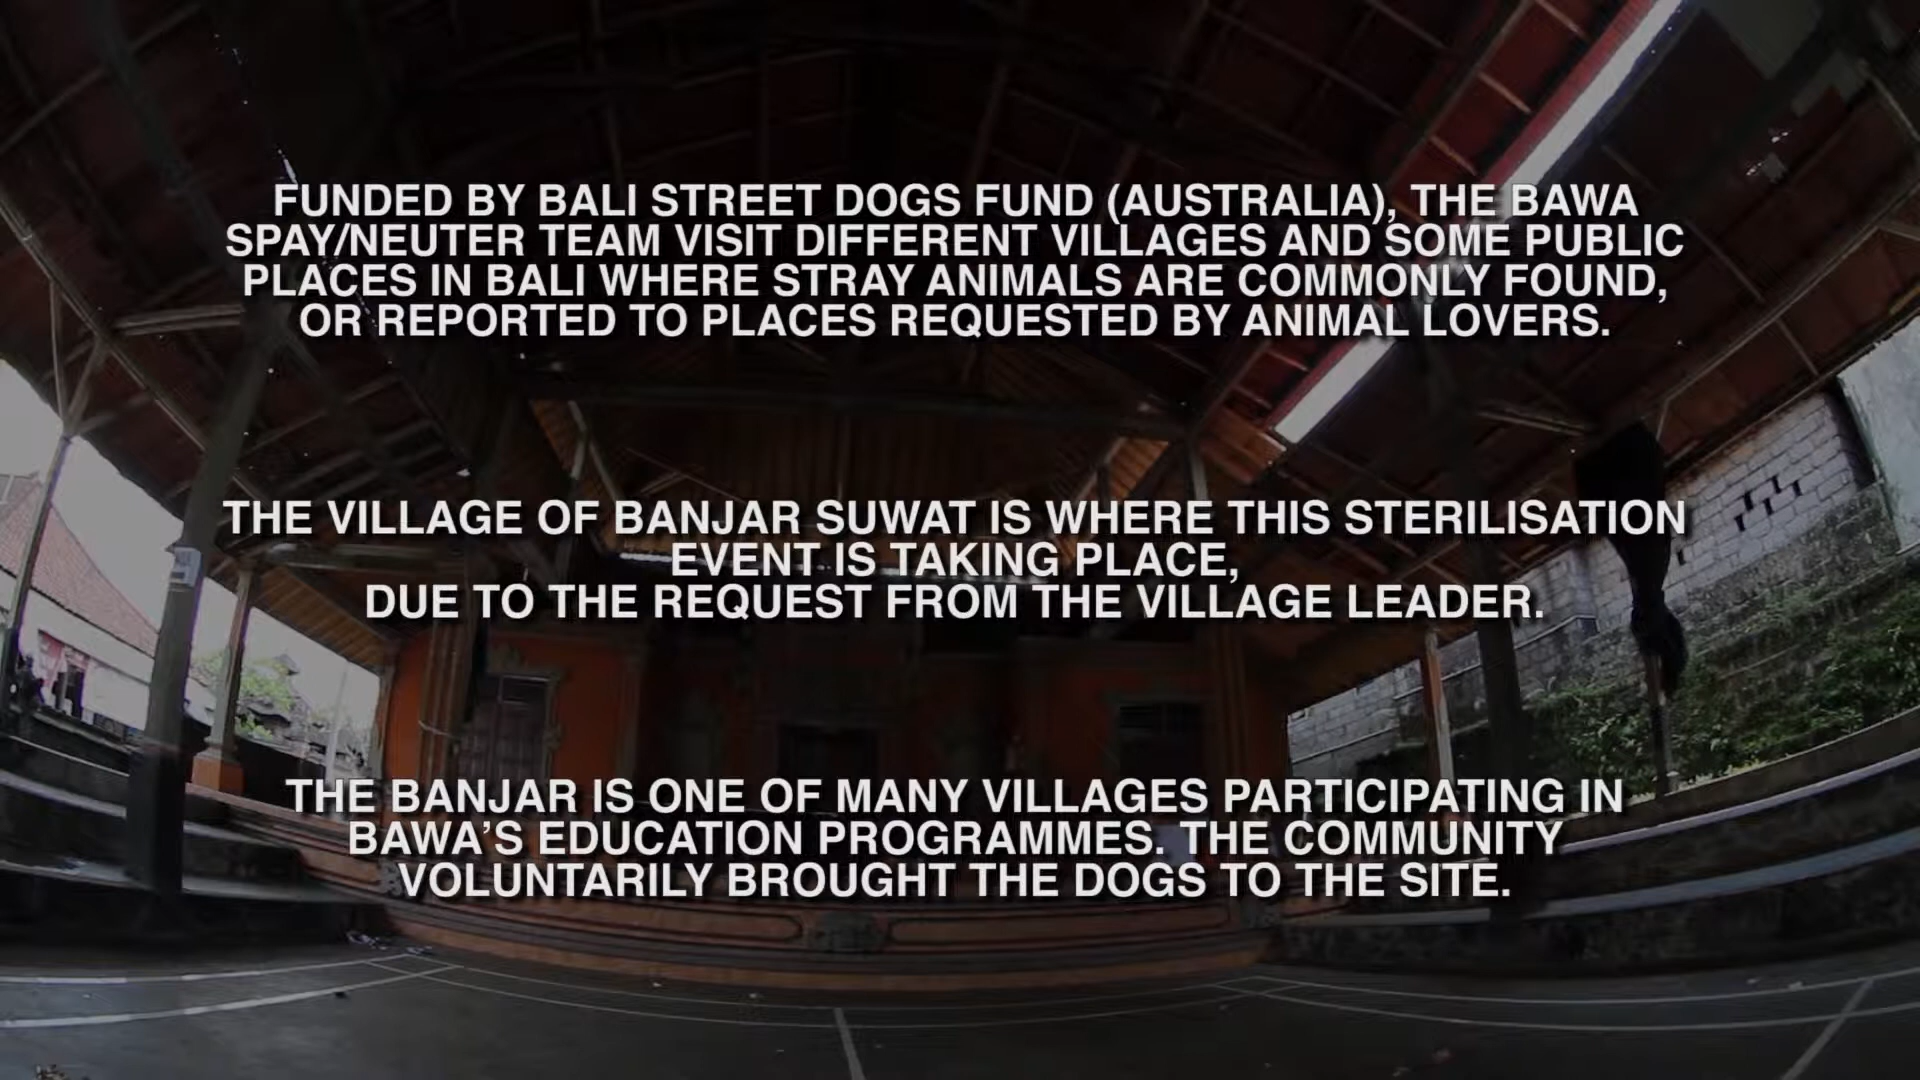 FUNDED BY BALI STREET DOGS FUND (AUSTRALIA), THE BAWA
SPAY/NEUTER TEAM VISIT DIFFERENT VILLAGES AND SOME PUBLIC
PLACES IN BALI WHERE STRAY ANIMALS ARE COMMONLY FOUND,
OR REPORTED TO PLACES REQUESTED BY ANIMAL LOVERS.
THE VILLAGE OF BANJAR SUWAT IS WHERE THIS STERILISATION
EVENT IS TAKING PLACE,
DUE TO THE REQUEST FROM THE VILLAGE LEADER.
THE BANJAR IS ONE OF MANY VILLAGES PARTICIPATING IN
BAWA’S EDUCATION PROGRAMMES. THE COMMUNITY
VOLUNTARILY BROUGHT THE DOGS TO THE SITE.